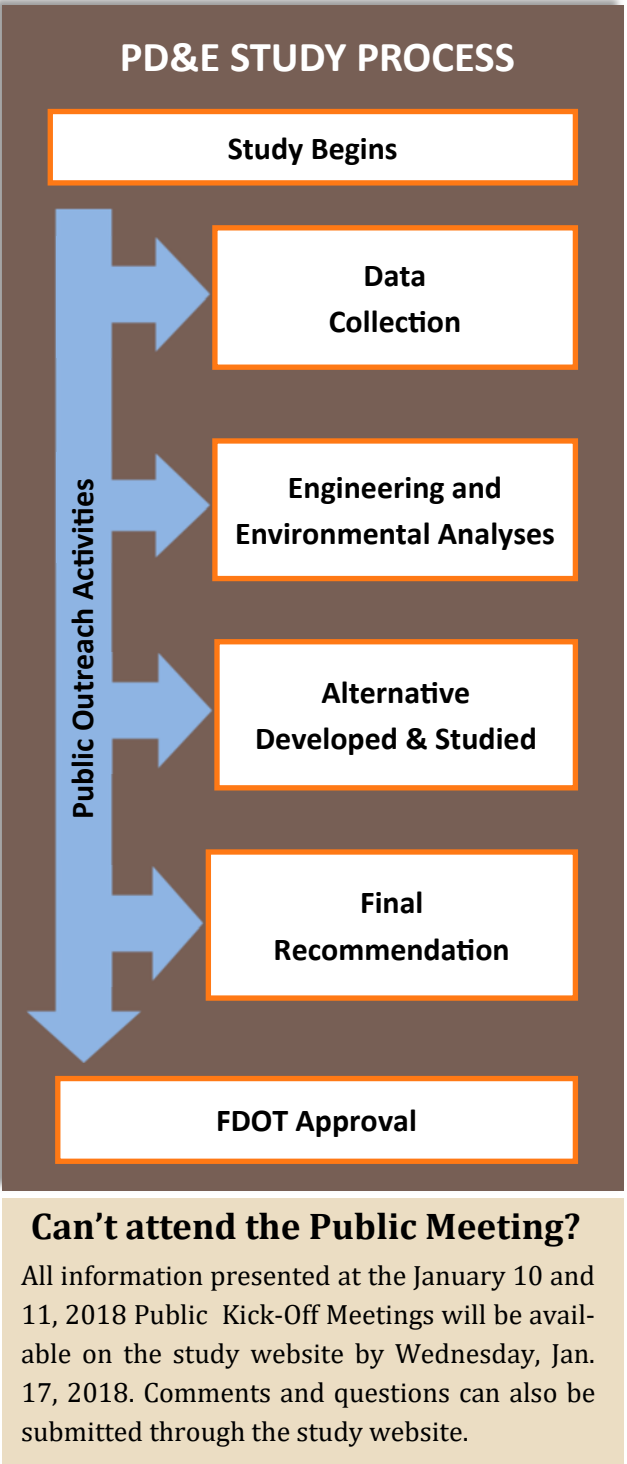 PD&E STUDY PROCESS
Study Begins
Public Outreach Activities
Data
Collection
Engineering and
Environmental Analyses
Alternative
Developed & Studied
Final
Recommendation
FDOT Approval
Can’t attend the Public Meeting?
All information presented at the January 10 and
11, 2018 Public Kick-Off Meetings will be avail-
able on the study website by Wednesday, Jan.
17, 2018. Comments and questions can also be
submitted through the study website.